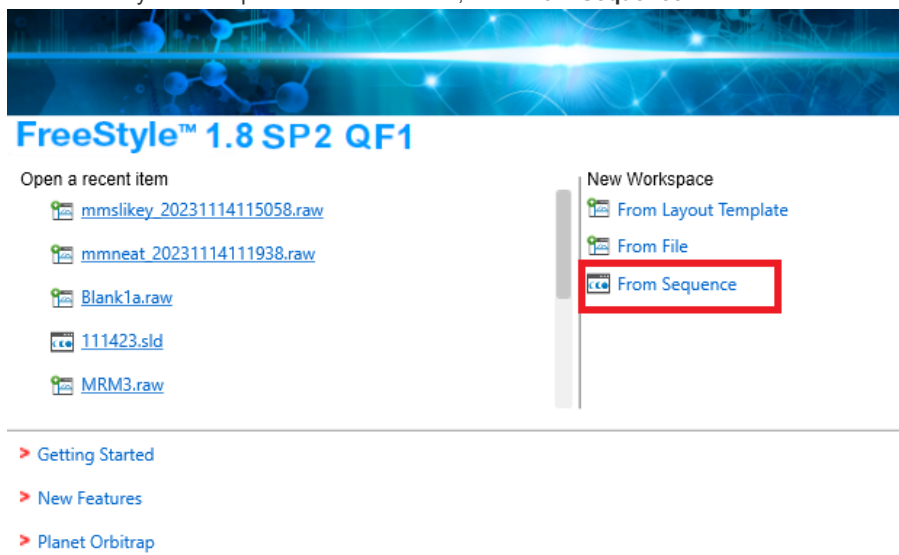 FreeStyle™ 1.8 SP2 QF1
Open a recent item
mmslikey_20231114115058.raw
mmneat_20231114111938.raw
Blank1a.raw
111423.sld
MRM3.raw
New Workspace
From Layout Template
From File
From Sequence
Getting Started
New Features
Planet Orbitrap